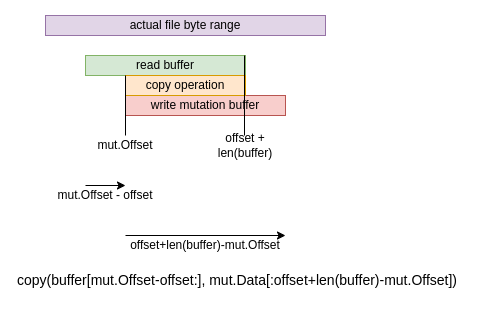 actual file byte range
read buffer
copy operation
write mutation buffer
mut.Offset
offset +
len(buffer)
mut.Offset - offset
offset+len(buffer)-mut.Offset
copy(buffer[mut.Offset-offset:], mut.Data[:offset+len(buffer)-mut.Offset])